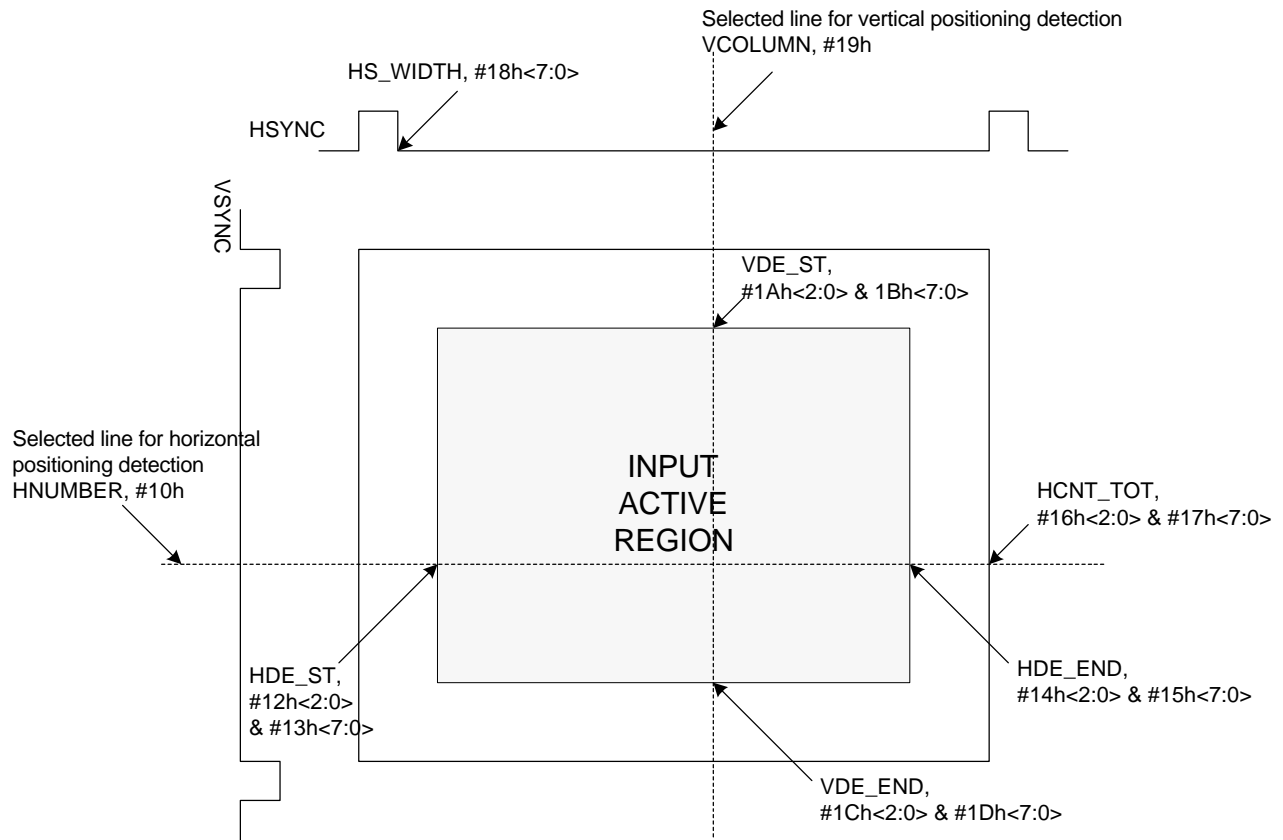 Selected line for vertical positioning detection
VCOLUMN, #19h
HS_WIDTH, #18h<7:0>
HSYNC
VSYNC
VDE_ST,
#1Ah<2:0> & 1Bh<7:0>
Selected line for horizontal
positioning detection
HNUMBER, #10h
INPUT
ACTIVE
REGION
HCNT_TOT,
#16h<2:0> & #17h<7:0>
HDE_ST,
#12h<2:0>
& #13h<7:0>
HDE_END,
#14h<2:0> & #15h<7:0>
VDE_END,
#1Ch<2:0> & #1Dh<7:0>